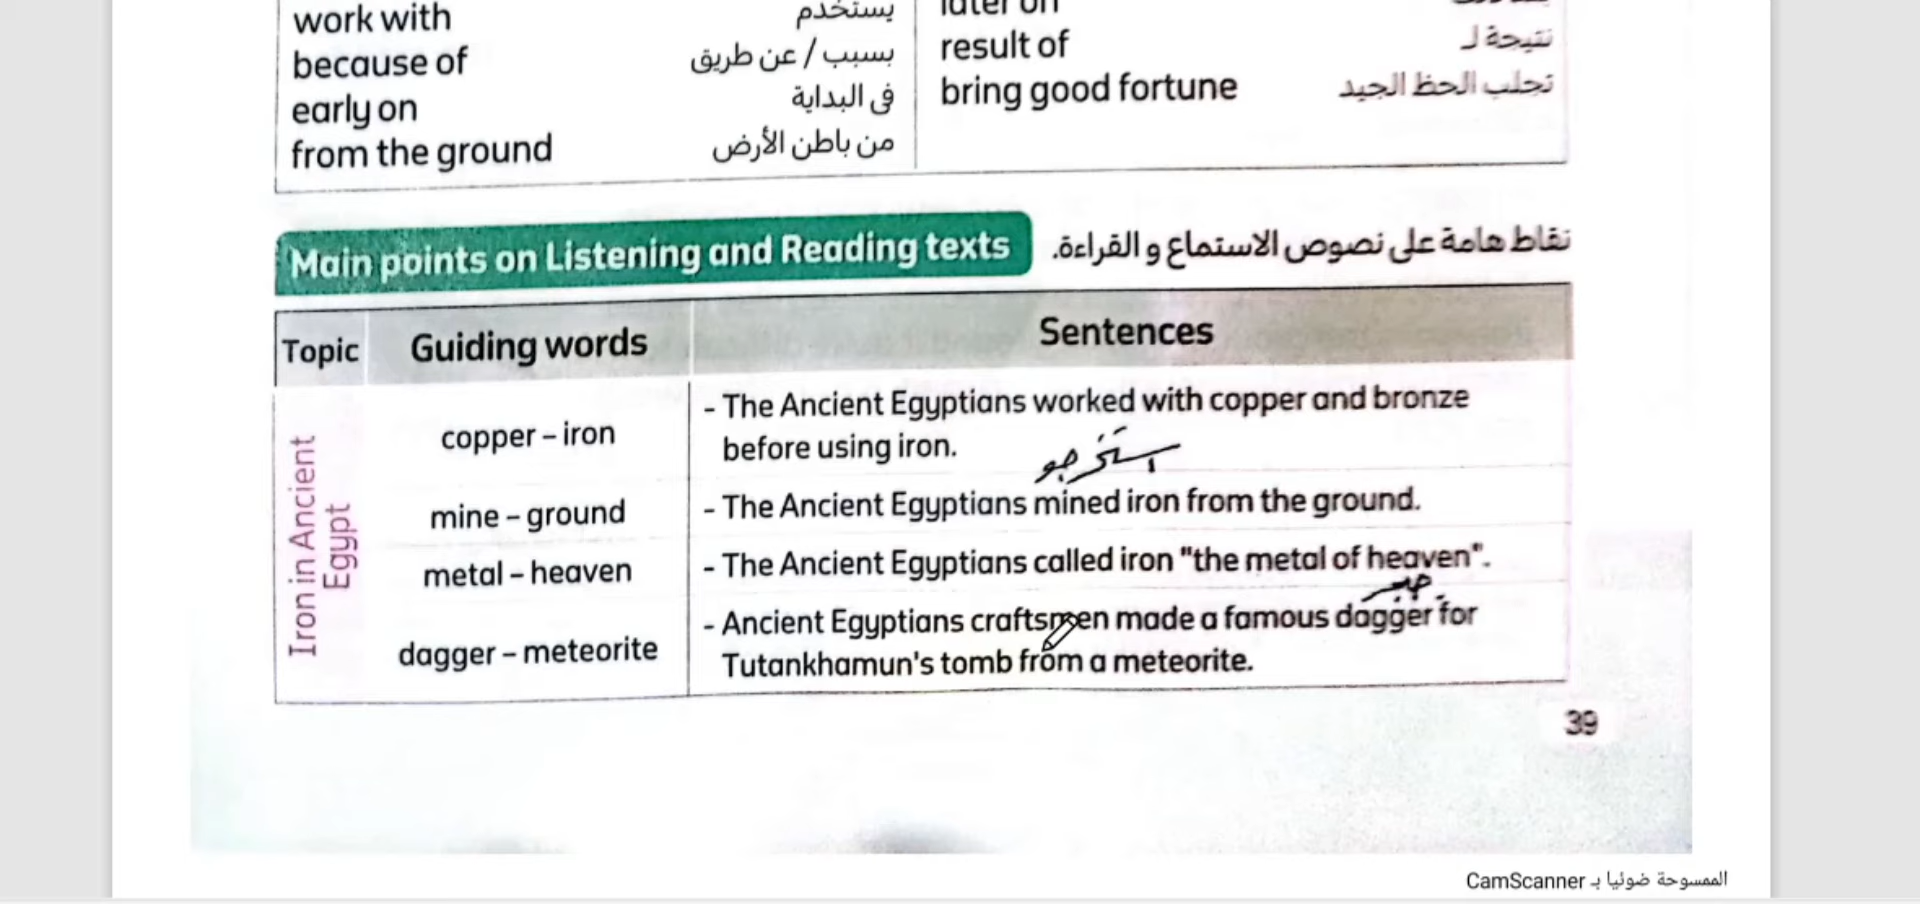 work with يستخدم
because of بسبب / عن طريق
early on فى البداية
from the ground من باطن الأرض
later on
result of نتيجة لـ
bring good fortune تجلب الحظ الجيد
Main points on Listening and Reading texts نقاط هامة على نصوص الاستماع و القراءة.
Topic Guiding words Sentences
Iron in Ancient
Egypt
copper – iron
- The Ancient Egyptians worked with copper and bronze
before using iron.
استخرجو
mine – ground
- The Ancient Egyptians mined iron from the ground.
metal – heaven
- The Ancient Egyptians called iron "the metal of heaven".
dagger – meteorite
- Ancient Egyptians craftsmen made a famous dagger for
Tutankhamun's tomb from a meteorite.
39
الممسوحة ضوئيا بـ CamScanner